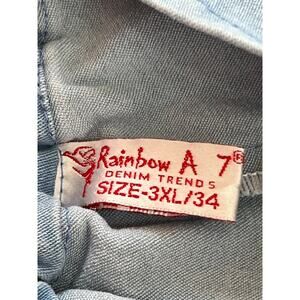 Rainbow A 7®
DENIM TRENDS
SIZE-3XL/34